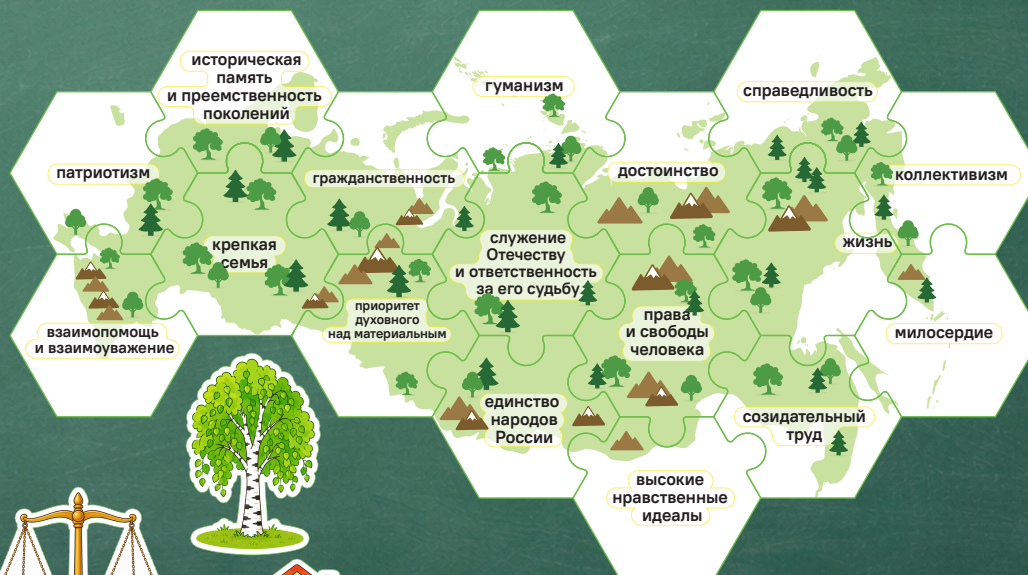 историческая
память
и преемственность
поколений
гуманизм
справедливость
патриотизм
гражданственность
достоинство
коллективизм
крепкая
семья
служение
Отечеству
и ответственность
за его судьбу
жизнь
приоритет
духовного
над материальным
права
и свободы
человека
взаимопомощь
и взаимоуважение
милосердие
единство
народов
России
созидательный
труд
высокие
нравственные
идеалы